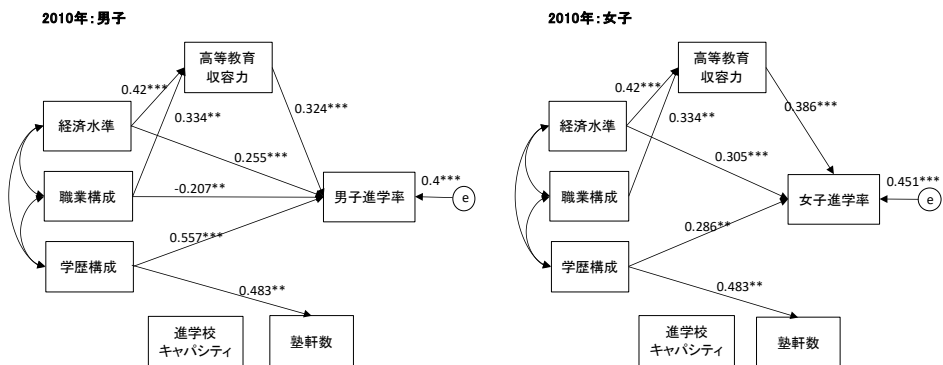 2010年:男子
高等教育
収容力
0.42***
0.334**
0.324***
経済水準
0.255***
職業構成
-0.207**
男子進学率
0.4***
e
0.557***
学歴構成
0.483**
進学校
キャパシティ
塾軒数
2010年:女子
高等教育
収容力
0.42***
0.334**
0.386***
経済水準
0.305***
職業構成
女子進学率
0.451***
e
0.286**
学歴構成
0.483**
進学校
キャパシティ
塾軒数